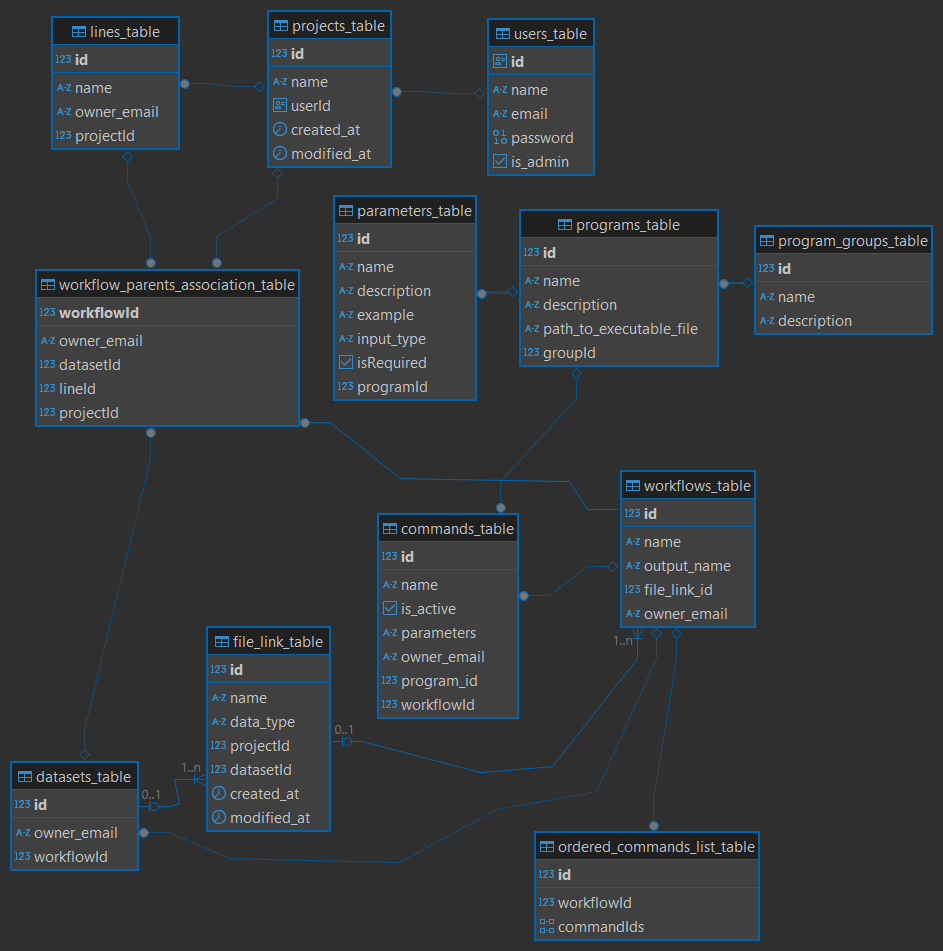 lines_table
123 id
A-Z name
A-Z owner_email
123 projectId
projects_table
123 id
A-Z name
userId
created_at
modified_at
users_table
id
A-Z name
A-Z email
password
is_admin
parameters_table
123 id
A-Z name
A-Z description
A-Z example
A-Z input_type
isRequired
123 programId
programs_table
123 id
A-Z name
A-Z description
A-Z path_to_executable_file
123 groupId
program_groups_table
123 id
A-Z name
A-Z description
workflow_parents_association_table
123 workflowId
A-Z owner_email
123 datasetId
123 lineId
123 projectId
workflows_table
123 id
A-Z name
A-Z output_name
123 file_link_id
A-Z owner_email
1..n
commands_table
123 id
A-Z name
is_active
A-Z parameters
A-Z owner_email
123 program_id
123 workflowId
file_link_table
123 id
A-Z name
A-Z data_type
123 projectId
123 datasetId
created_at
modified_at
0..1
1..n
0..1
datasets_table
123 id
A-Z owner_email
123 workflowId
ordered_commands_list_table
123 id
123 workflowId
commandIds